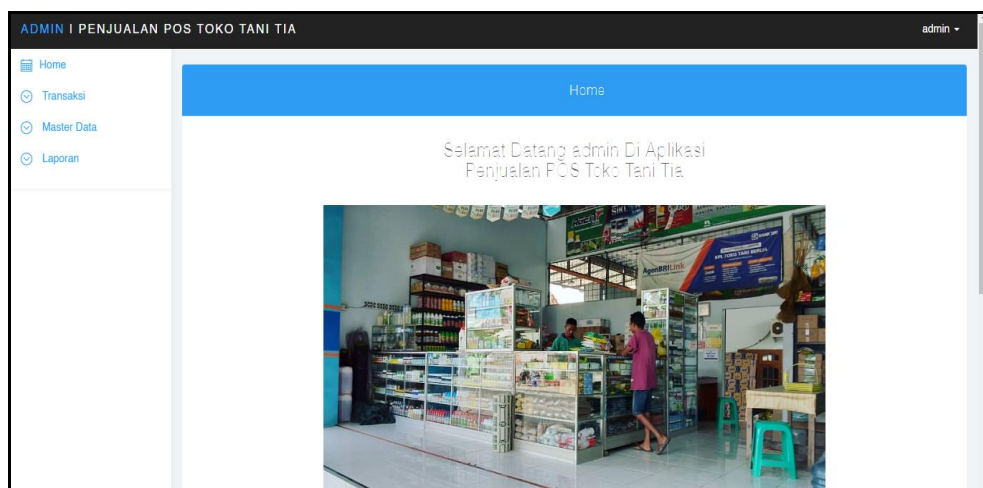 ADMIN I PENJUALAN POS TOKO TANI TIA
admin
Home
Transaksi
Master Data
Laporan
Home
Selamat Datang admin Di Aplikasi
Penjualan POS Toko Tani Tia
AgenBRILink